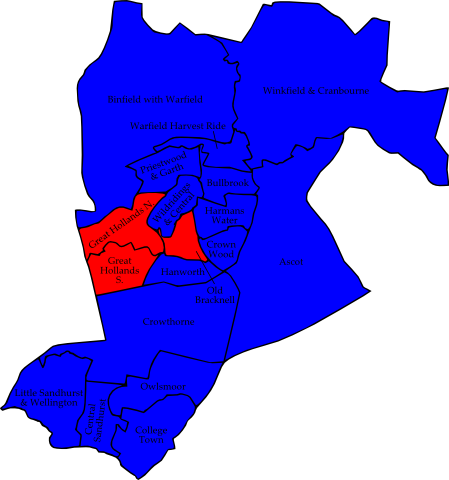 Winkfield & Cranbourne
Binfield with Warfield
Warfield Harvest Ride
Priestwood
& Garth
Bullbrook
Wildridings
& Central
Great Hollands N.
Harmans
Water
Crown
Wood
Great
Hollands
S.
Hanworth
Ascot
Old
Bracknell
Crowthorne
Owlsmoor
Little Sandhurst
& Wellington
Central
Sandhurst
College
Town